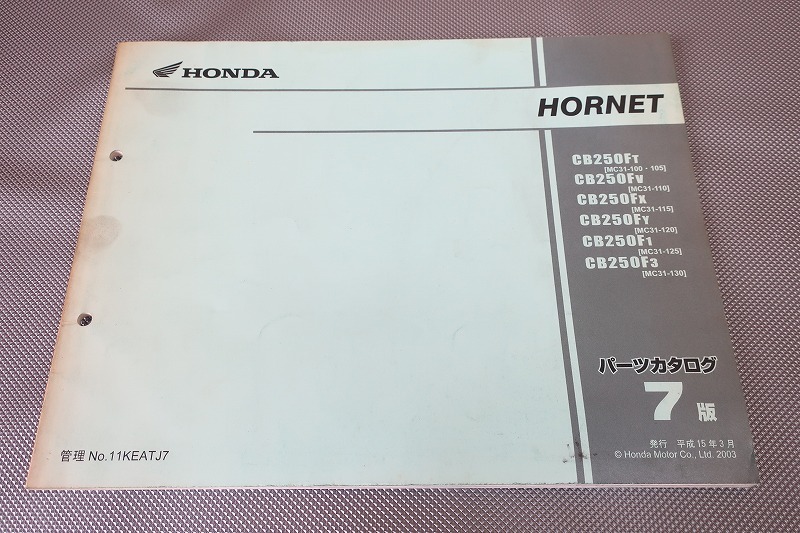 HONDA
HORNET
CB250FT
[MC31-100・105]
CB250FV
[MC31-110]
CB250FX
[MC31-115]
CB250FY
[MC31-120]
CB250F1
[MC31-125]
CB250F3
[MC31-130]
パーツカタログ
7版
発行 平成15年3月
© Honda Motor Co., Ltd. 2003
管理 No.11KEATJ7